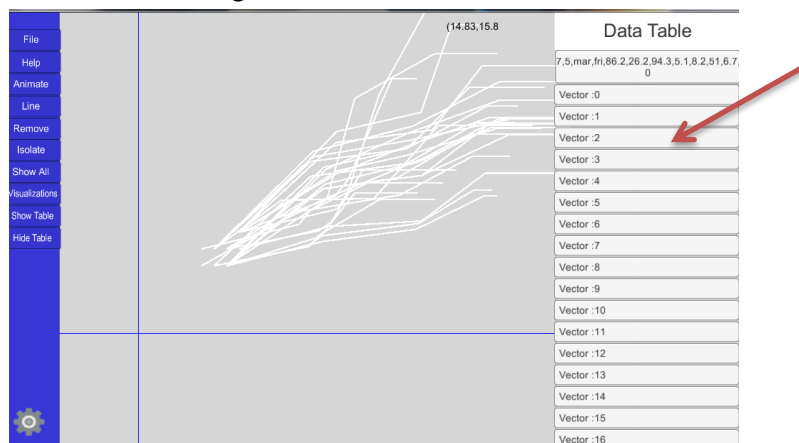 File
Help
Animate
Line
Remove
Isolate
Show All
Visualizations
Show Table
Hide Table
(14.83,15.8
Data Table
7,5,mar,fri,86.2,26.2,94.3,5.1,8.2,51,6.7,
0
Vector :0
Vector :1
Vector :2
Vector :3
Vector :4
Vector :5
Vector :6
Vector :7
Vector :8
Vector :9
Vector :10
Vector :11
Vector :12
Vector :13
Vector :14
Vector :15
Vector :16